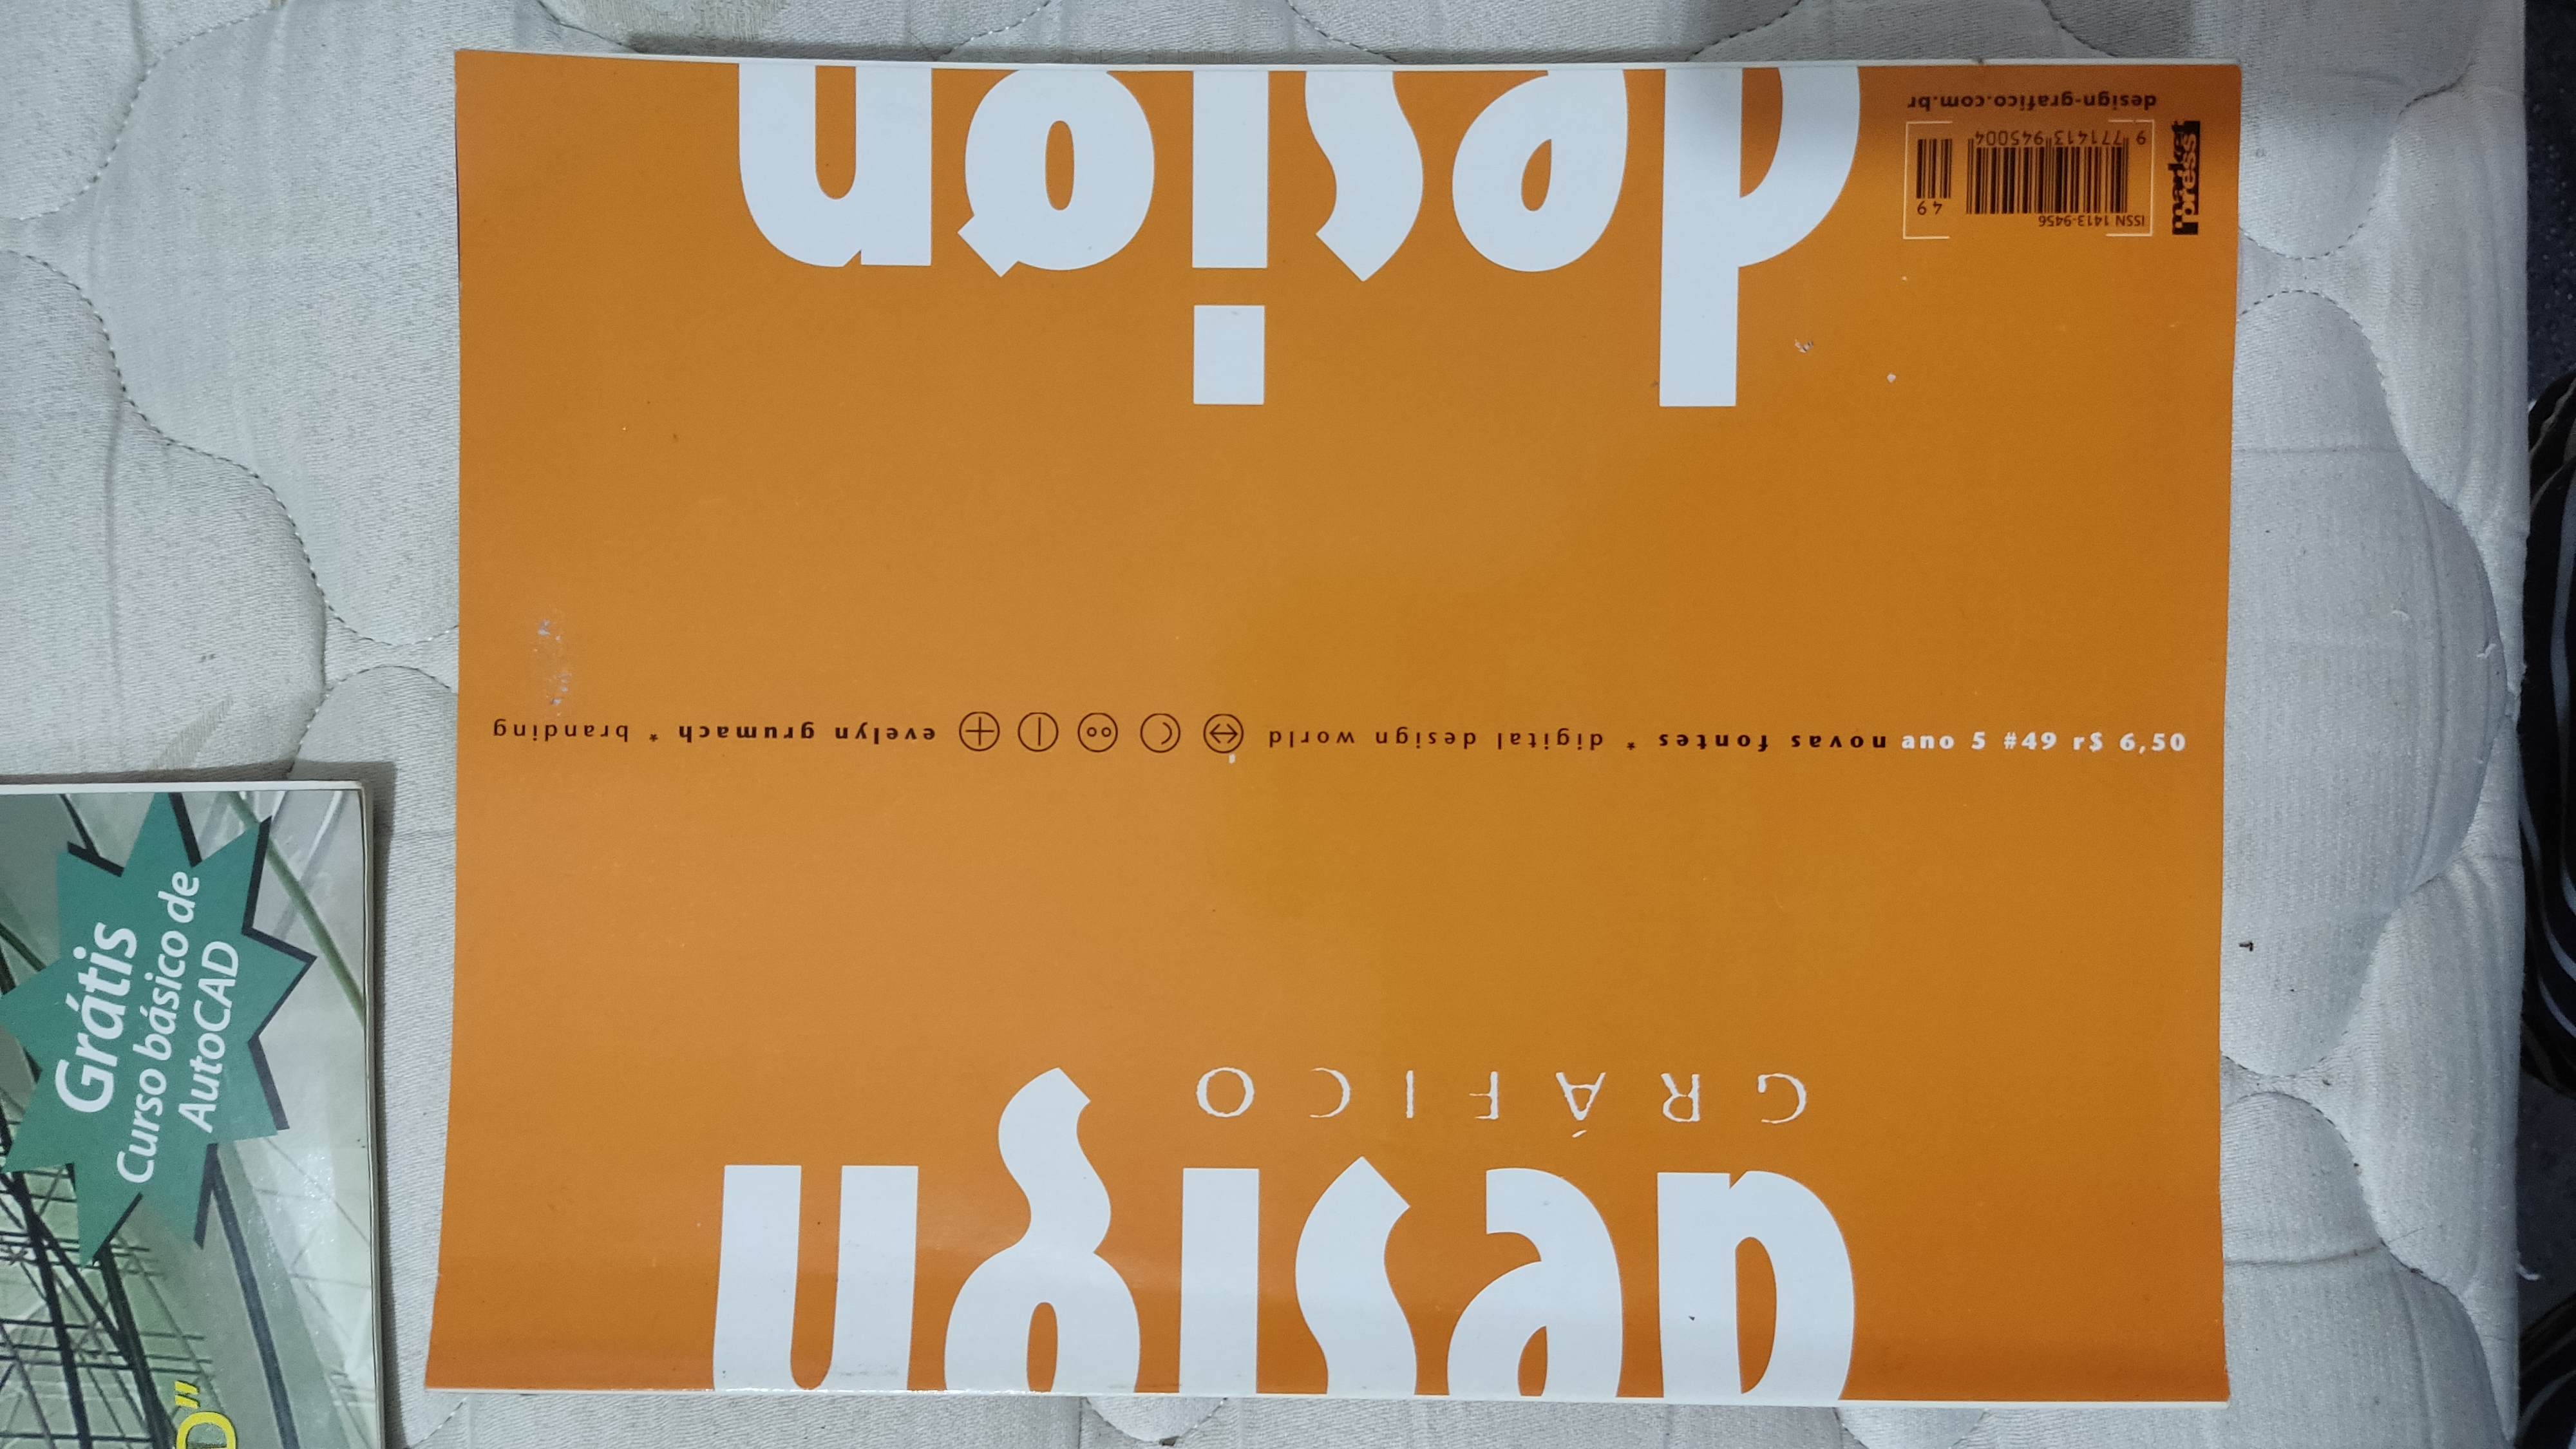 D"
Grátis
Curso básico de
AutoCAD
design
GRÁFICO
ano 5 #49 r$ 6,50 novas fontes * digital design world evelyn grumach * branding
design
ISSN 1413-9456
9 771413 945004
49
design-grafico.com.br
market
press